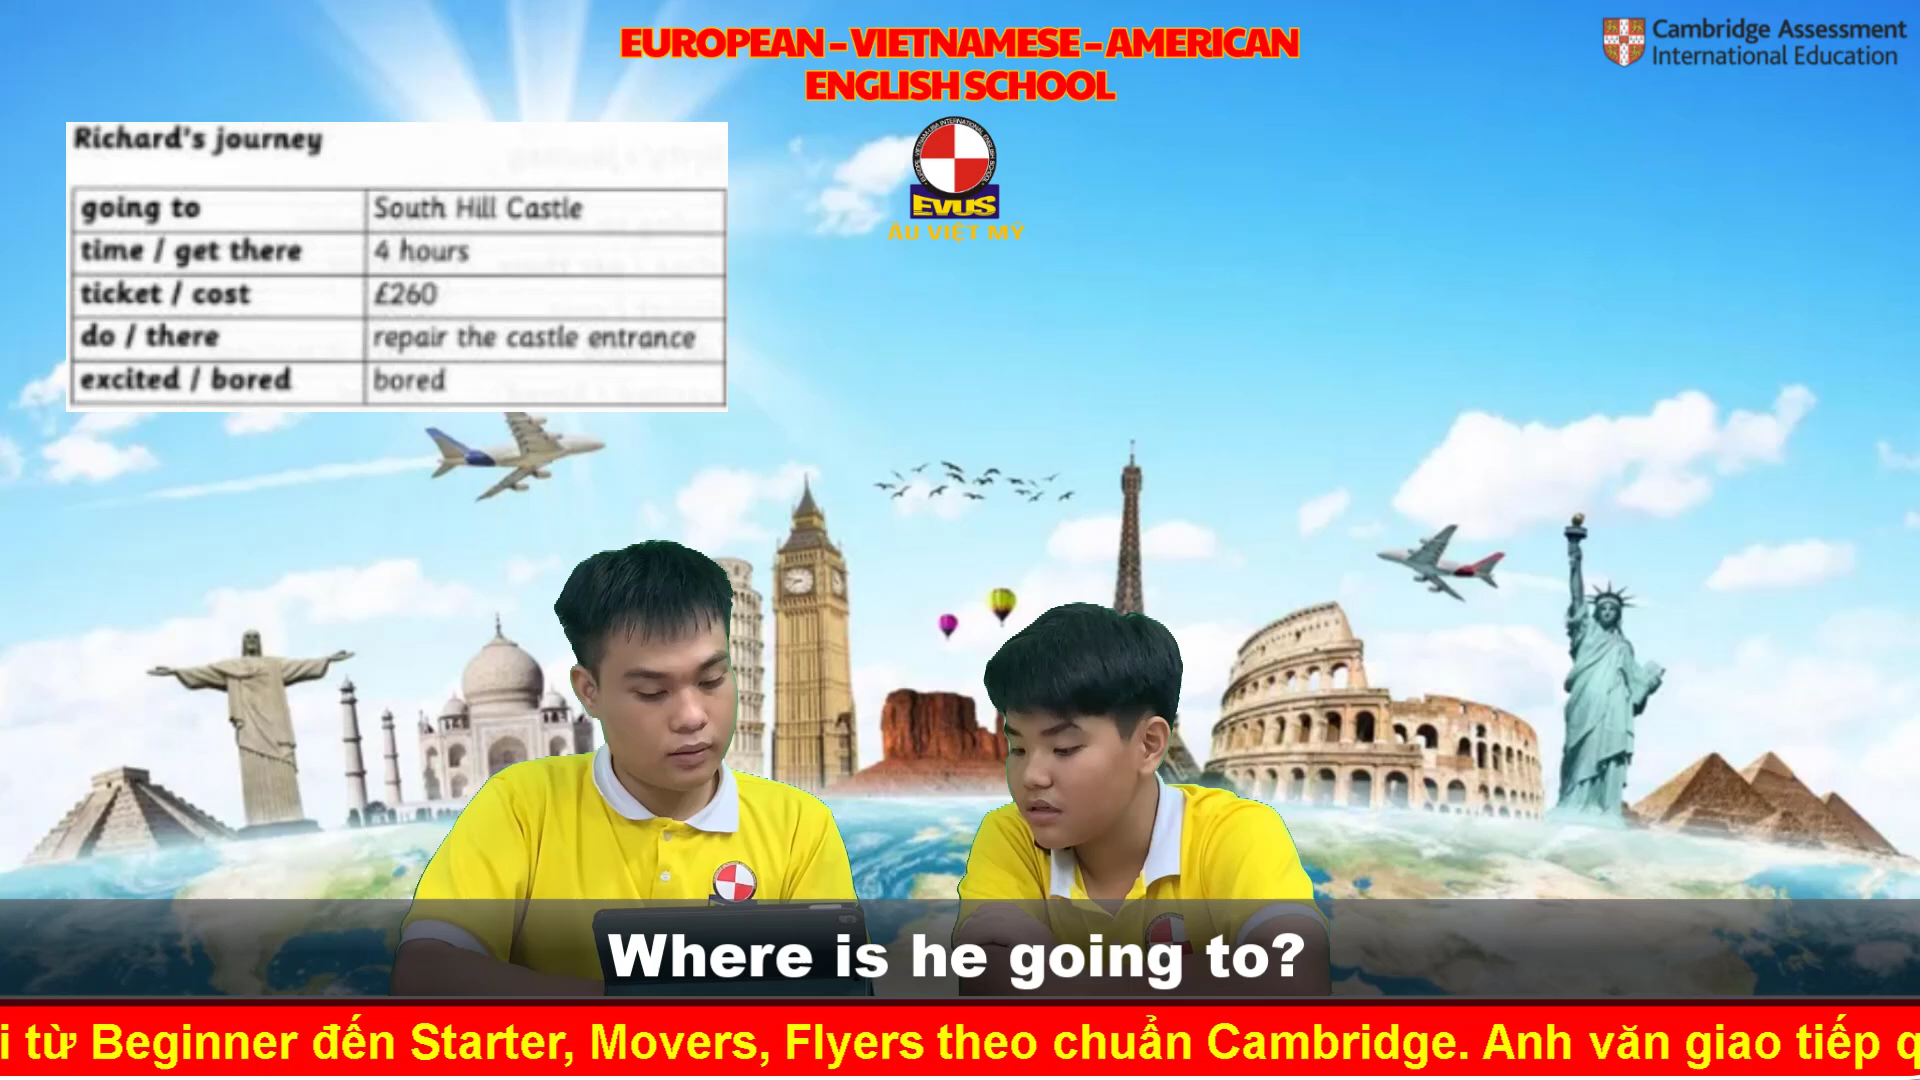 EUROPEAN - VIETNAMESE - AMERICAN
ENGLISH SCHOOL
Cambridge Assessment
International Education
Richard's journey
going to South Hill Castle
time / get there 4 hours
ticket / cost £260
do / there repair the castle entrance
excited / bored bored
EVUS
ÂU VIỆT MỸ
Where is he going to?
i từ Beginner đến Starter, Movers, Flyers theo chuẩn Cambridge. Anh văn giao tiếp q